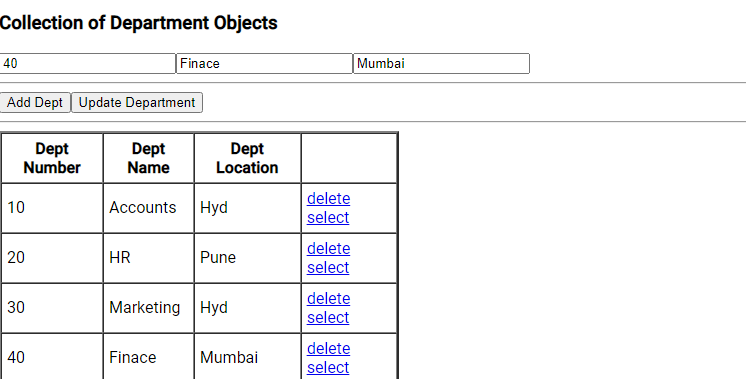 Collection of Department Objects
40 Finace Mumbai
Add Dept Update Department
Dept Number Dept Name Dept Location
10 Accounts Hyd delete select
20 HR Pune delete select
30 Marketing Hyd delete select
40 Finace Mumbai delete select